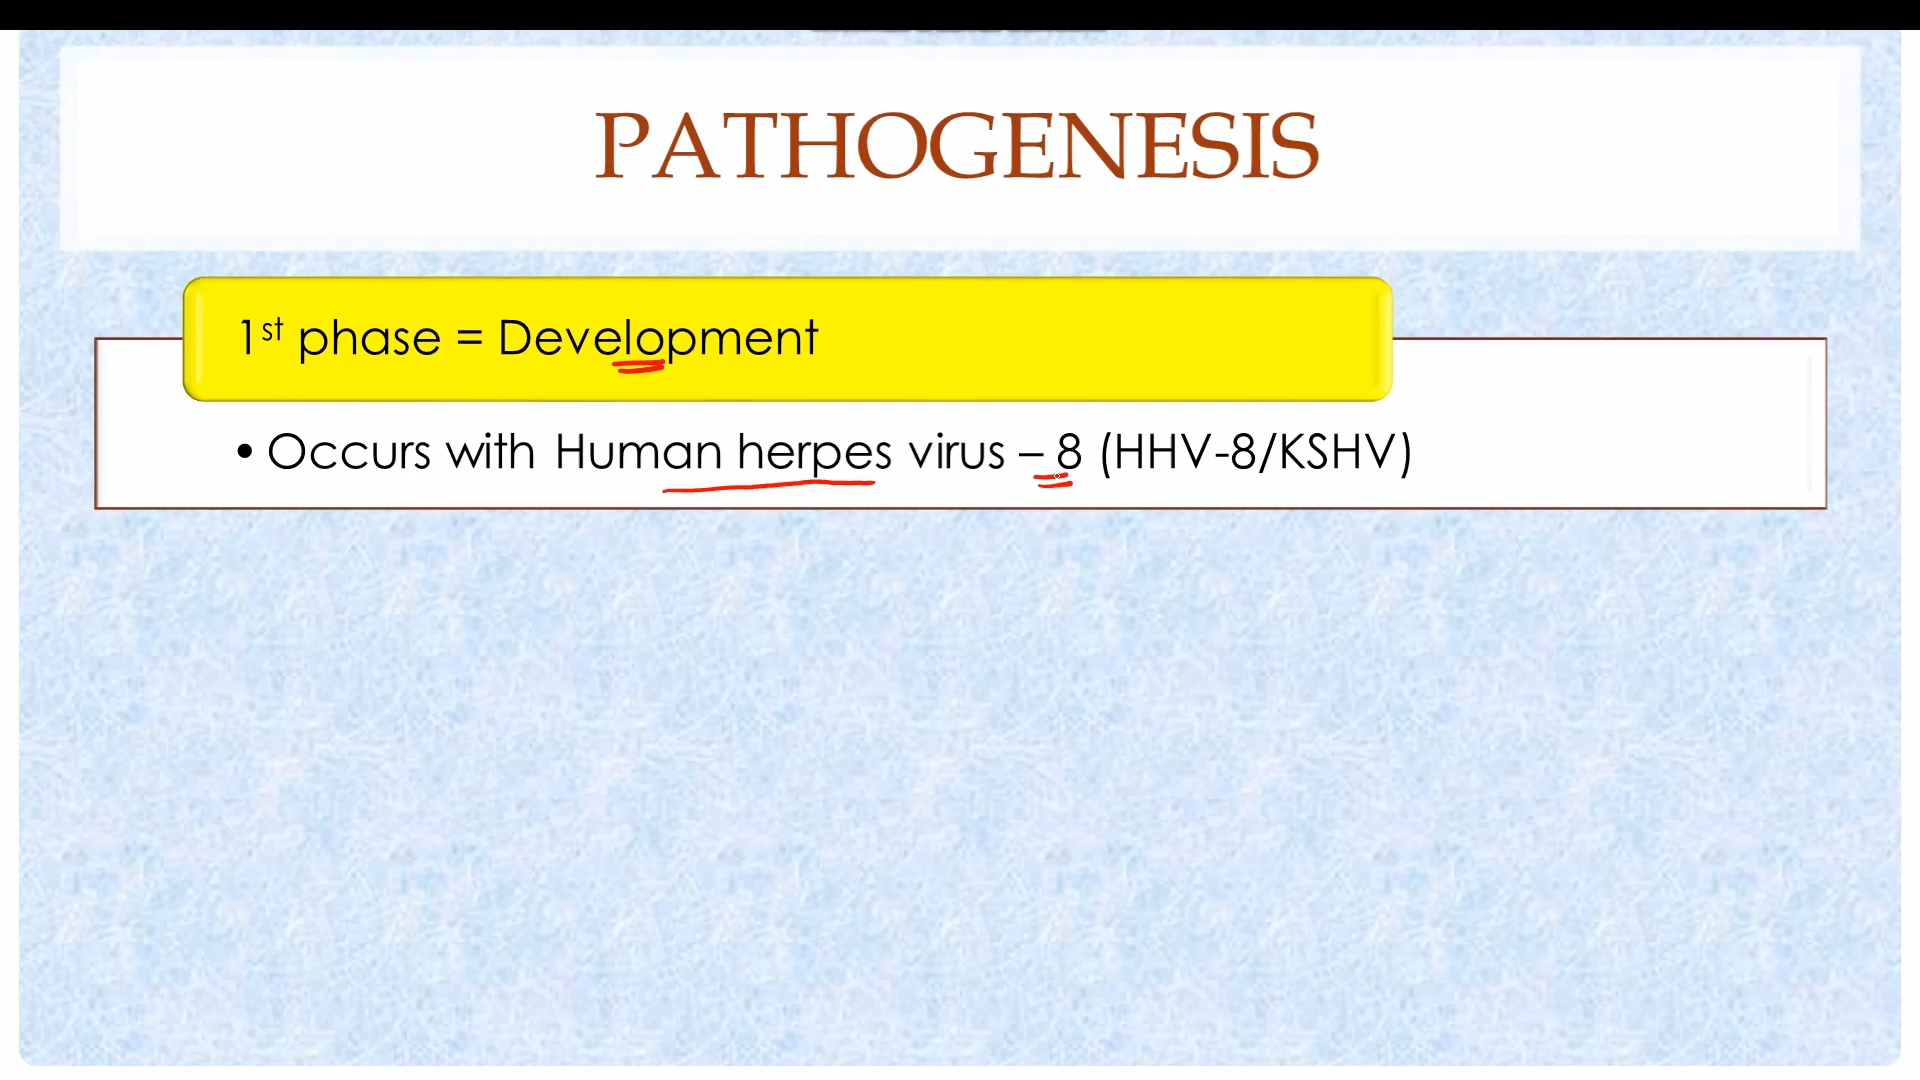 PATHOGENESIS
1st phase = Development
• Occurs with Human herpes virus – 8 (HHV-8/KSHV)